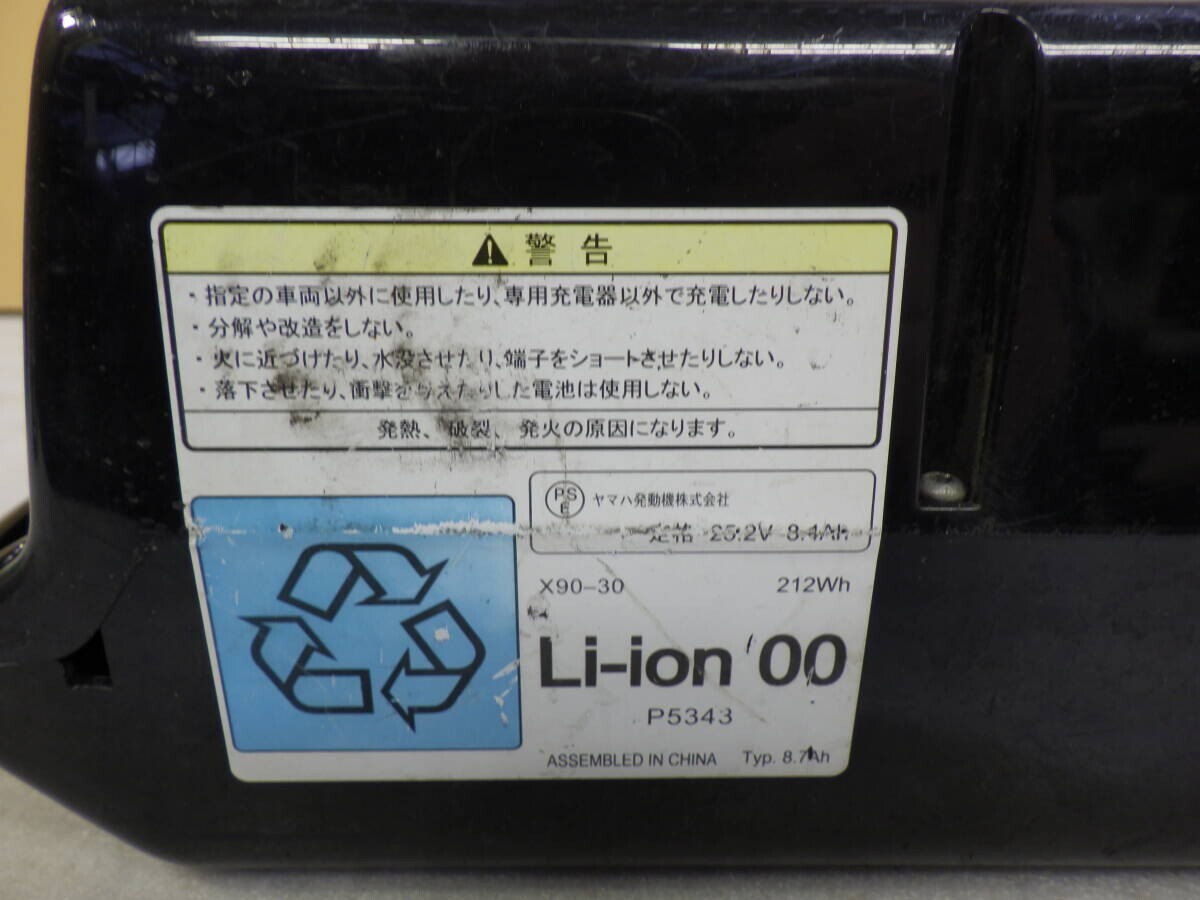 警告
・指定の車両以外に使用したり、専用充電器以外で充電したりしない。
・分解や改造をしない。
・火に近づけたり、水没させたり、端子をショートさせたりしない。
・落下させたり、衝撃を与えたりした電池は使用しない。
発熱、破裂、発火の原因になります。
PSE ヤマハ発動機株式会社
定格 25.2V 8.4Ah
X90-30 212Wh
Li-ion 00
P5343
ASSEMBLED IN CHINA Typ. 8.7Ah